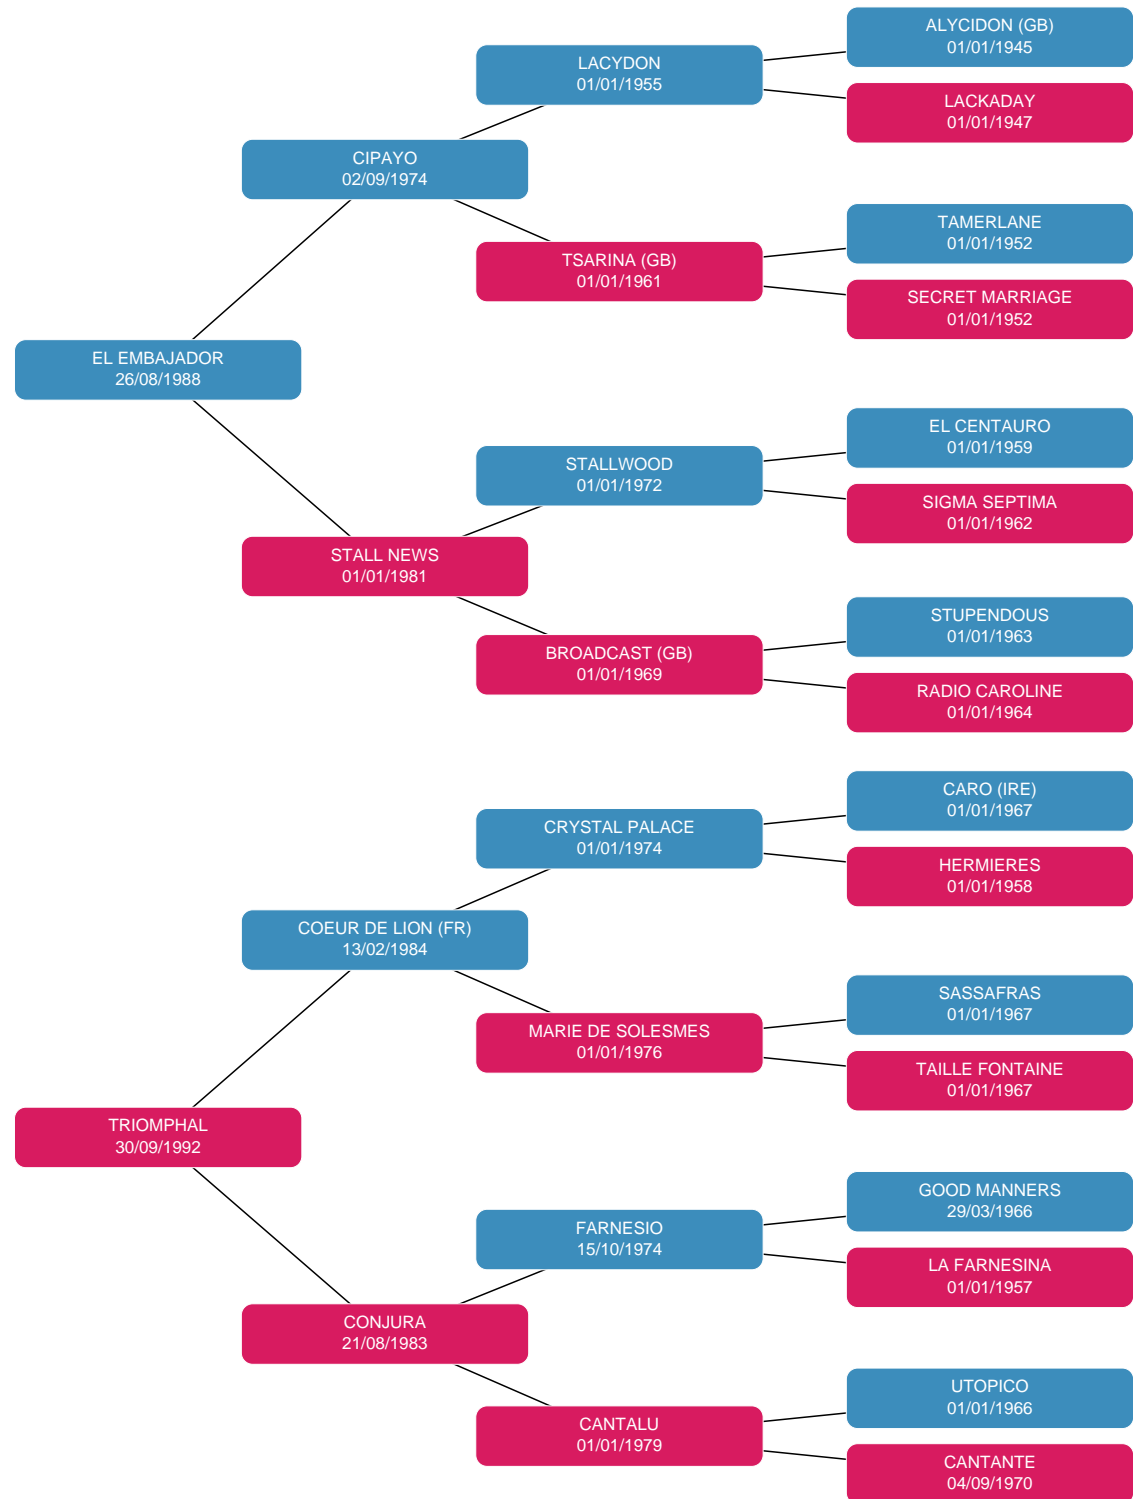 ALYCIDON (GB)
01/01/1945
LACYDON
01/01/1955
LACKADAY
01/01/1947
CIPAYO
02/09/1974
TAMERLANE
01/01/1952
TSARINA (GB)
01/01/1961
SECRET MARRIAGE
01/01/1952
EL EMBAJADOR
26/08/1988
EL CENTAURO
01/01/1959
STALLWOOD
01/01/1972
SIGMA SEPTIMA
01/01/1962
STALL NEWS
01/01/1981
STUPENDOUS
01/01/1963
BROADCAST (GB)
01/01/1969
RADIO CAROLINE
01/01/1964
CARO (IRE)
01/01/1967
CRYSTAL PALACE
01/01/1974
HERMIERES
01/01/1958
COEUR DE LION (FR)
13/02/1984
SASSAFRAS
01/01/1967
MARIE DE SOLESMES
01/01/1976
TAILLE FONTAINE
01/01/1967
TRIOMPHAL
30/09/1992
GOOD MANNERS
29/03/1966
FARNESIO
15/10/1974
LA FARNESINA
01/01/1957
CONJURA
21/08/1983
UTOPICO
01/01/1966
CANTALU
01/01/1979
CANTANTE
04/09/1970